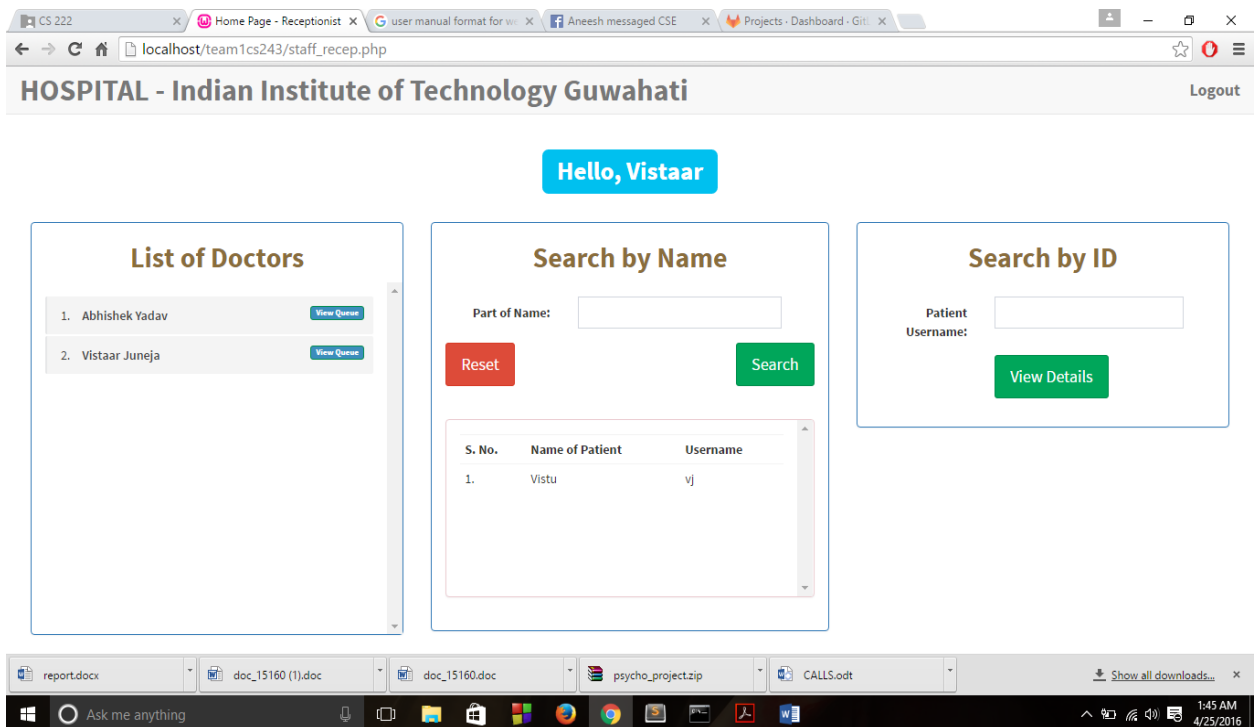 CS 222
Home Page - Receptionist
user manual format for we
Aneesh messaged CSE
Projects · Dashboard · GitL
localhost/team1cs243/staff_recep.php
HOSPITAL - Indian Institute of Technology Guwahati
Logout
Hello, Vistaar
List of Doctors
1. Abhishek Yadav
View Queue
2. Vistaar Juneja
View Queue
Search by Name
Part of Name:
Reset
Search
S. No. Name of Patient Username
1. Vistu vj
Search by ID
Patient
Username:
View Details
report.docx
doc_15160 (1).doc
doc_15160.doc
psycho_project.zip
CALLS.odt
Show all downloads...
Ask me anything
1:45 AM
4/25/2016